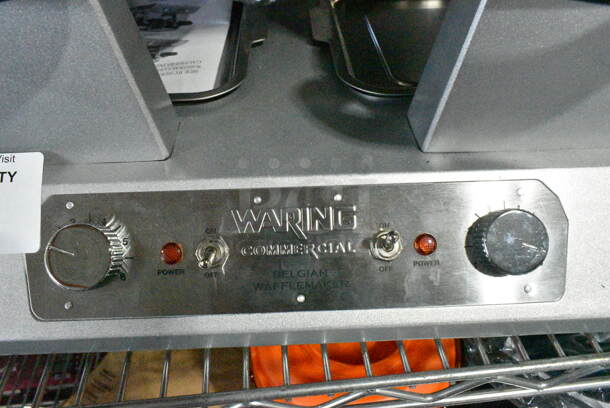 Visit
TY
WARING
COMMERCIAL
BELGIAN
WAFFLEMAKER
ON
OFF
POWER
ON
OFF
POWER